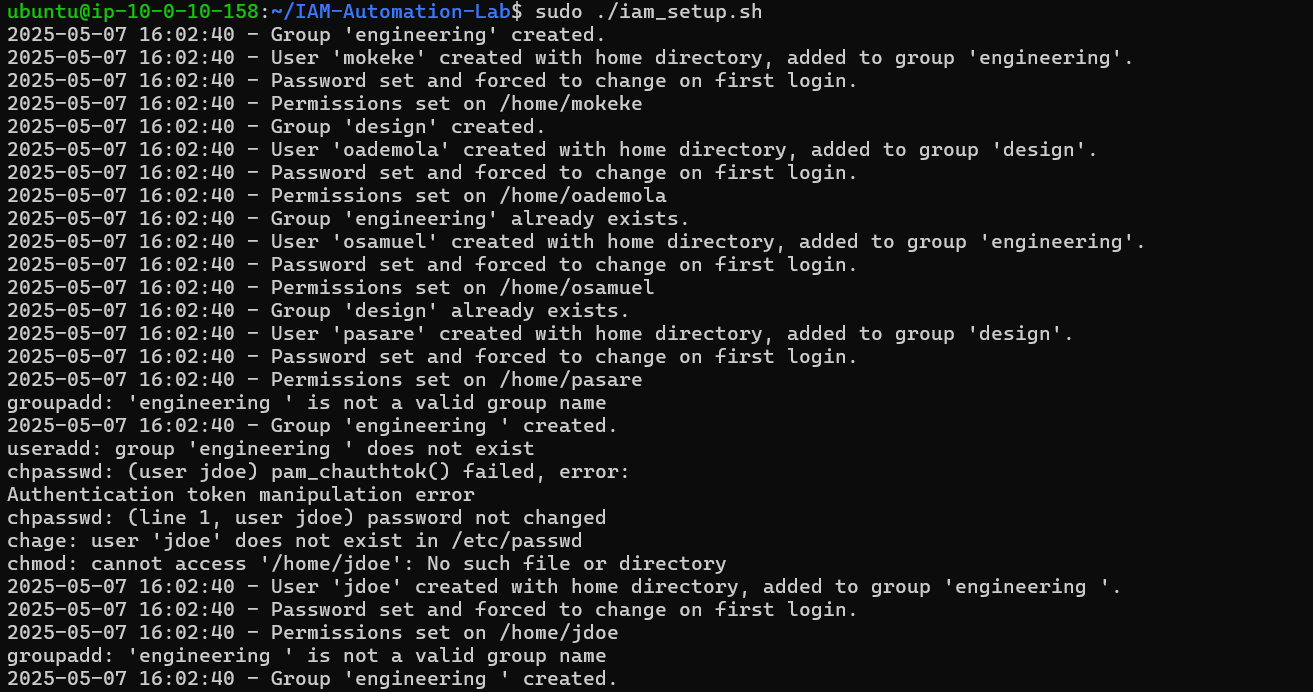 ubuntu@ip-10-0-10-158:~/IAM-Automation-Lab$ sudo ./iam_setup.sh
2025-05-07 16:02:40 - Group 'engineering' created.
2025-05-07 16:02:40 - User 'mokeke' created with home directory, added to group 'engineering'.
2025-05-07 16:02:40 - Password set and forced to change on first login.
2025-05-07 16:02:40 - Permissions set on /home/mokeke
2025-05-07 16:02:40 - Group 'design' created.
2025-05-07 16:02:40 - User 'oademola' created with home directory, added to group 'design'.
2025-05-07 16:02:40 - Password set and forced to change on first login.
2025-05-07 16:02:40 - Permissions set on /home/oademola
2025-05-07 16:02:40 - Group 'engineering' already exists.
2025-05-07 16:02:40 - User 'osamuel' created with home directory, added to group 'engineering'.
2025-05-07 16:02:40 - Password set and forced to change on first login.
2025-05-07 16:02:40 - Permissions set on /home/osamuel
2025-05-07 16:02:40 - Group 'design' already exists.
2025-05-07 16:02:40 - User 'pasare' created with home directory, added to group 'design'.
2025-05-07 16:02:40 - Password set and forced to change on first login.
2025-05-07 16:02:40 - Permissions set on /home/pasare
groupadd: 'engineering ' is not a valid group name
2025-05-07 16:02:40 - Group 'engineering ' created.
useradd: group 'engineering ' does not exist
chpasswd: (user jdoe) pam_chauthtok() failed, error:
Authentication token manipulation error
chpasswd: (line 1, user jdoe) password not changed
chage: user 'jdoe' does not exist in /etc/passwd
chmod: cannot access '/home/jdoe': No such file or directory
2025-05-07 16:02:40 - User 'jdoe' created with home directory, added to group 'engineering '.
2025-05-07 16:02:40 - Password set and forced to change on first login.
2025-05-07 16:02:40 - Permissions set on /home/jdoe
groupadd: 'engineering ' is not a valid group name
2025-05-07 16:02:40 - Group 'engineering ' created.